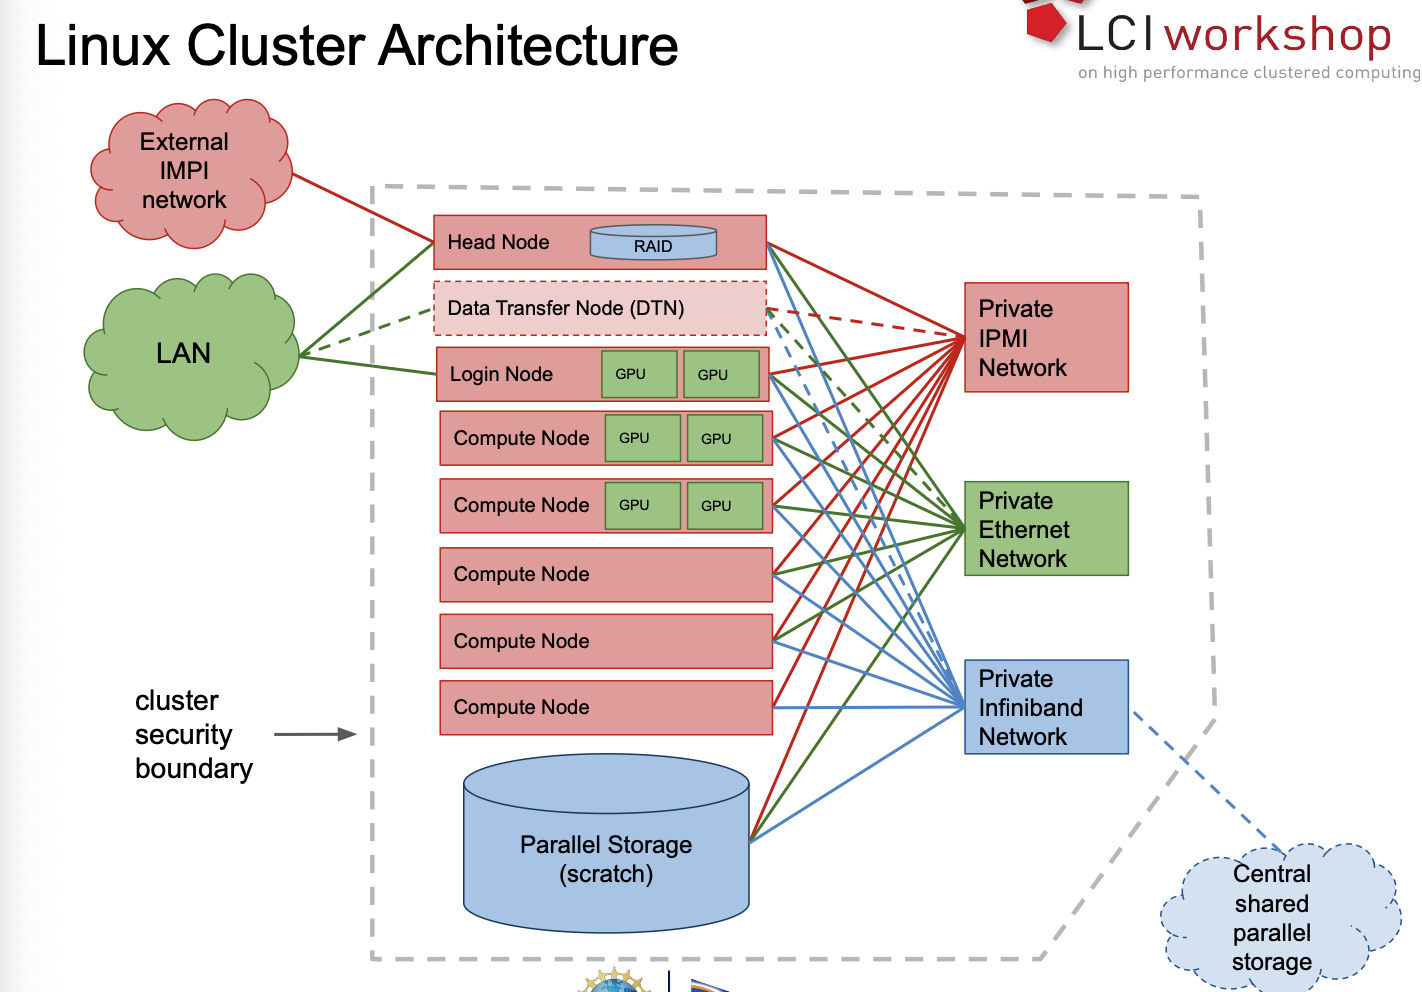 Linux Cluster Architecture
LCI workshop
on high performance clustered computing
External
IMPI
network
LAN
Head Node
RAID
Data Transfer Node (DTN)
Login Node
GPU
GPU
Compute Node
GPU
GPU
Compute Node
GPU
GPU
Compute Node
Compute Node
Compute Node
Parallel Storage
(scratch)
Private
IPMI
Network
Private
Ethernet
Network
Private
Infiniband
Network
cluster
security
boundary
Central
shared
parallel
storage